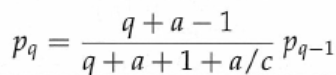 p_q = \frac{q + a - 1}{q + a + 1 + a/c} p_{q-1}